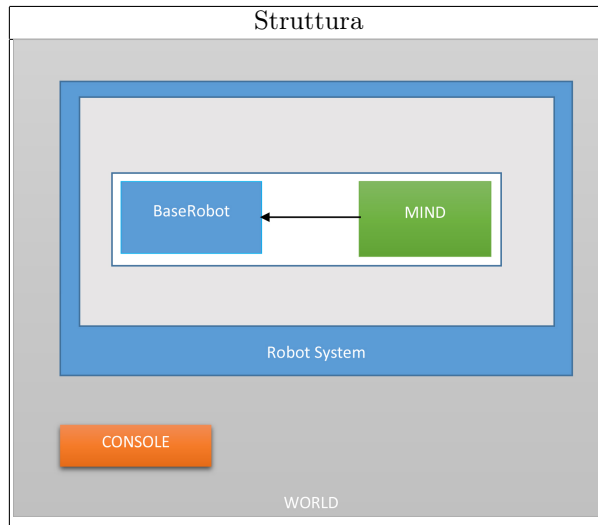 Struttura
BaseRobot
MIND
Robot System
CONSOLE
WORLD